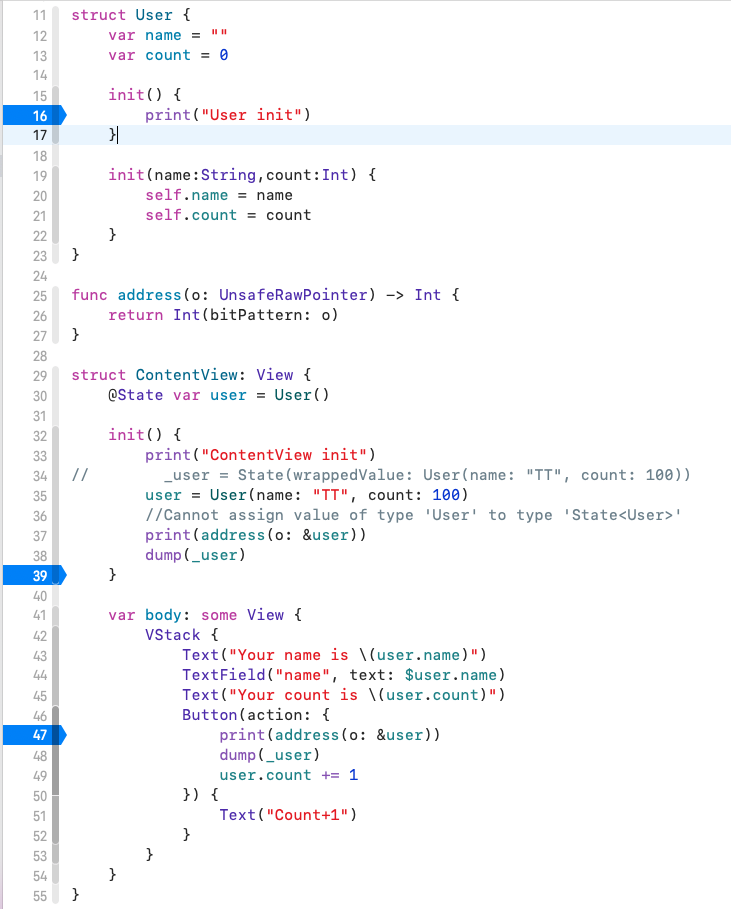 11 struct User {
12     var name = ""
13     var count = 0
14
15     init() {
16         print("User init")
17     }
18
19     init(name:String,count:Int) {
20         self.name = name
21         self.count = count
22     }
23 }
24
25 func address(o: UnsafeRawPointer) -> Int {
26     return Int(bitPattern: o)
27 }
28
29 struct ContentView: View {
30     @State var user = User()
31
32     init() {
33         print("ContentView init")
34 //        _user = State(wrappedValue: User(name: "TT", count: 100))
35         user = User(name: "TT", count: 100)
36         //Cannot assign value of type 'User' to type 'State<User>'
37         print(address(o: &user))
38         dump(_user)
39     }
40
41     var body: some View {
42         VStack {
43             Text("Your name is \(user.name)")
44             TextField("name", text: $user.name)
45             Text("Your count is \(user.count)")
46             Button(action: {
47                 print(address(o: &user))
48                 dump(_user)
49                 user.count += 1
50             }) {
51                 Text("Count+1")
52             }
53         }
54     }
55 }